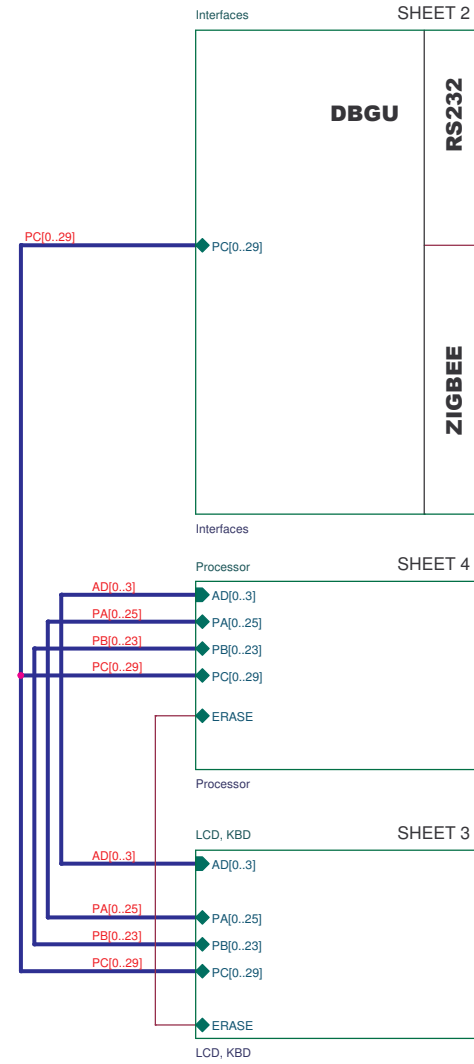 Interfaces SHEET 2
DBGU
RS232
PC[0..29]
PC[0..29]
ZIGBEE
Interfaces
Processor SHEET 4
AD[0..3] AD[0..3]
PA[0..25] PA[0..25]
PB[0..23] PB[0..23]
PC[0..29] PC[0..29]
ERASE
Processor
LCD, KBD SHEET 3
AD[0..3] AD[0..3]
PA[0..25] PA[0..25]
PB[0..23] PB[0..23]
PC[0..29] PC[0..29]
ERASE
LCD, KBD